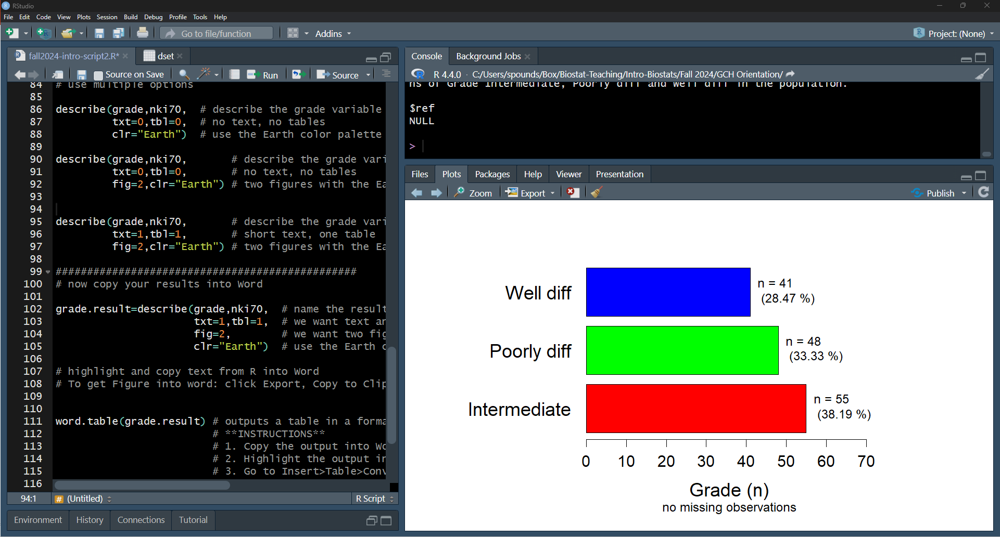 RStudio
File Edit Code View Plots Session Build Debug Profile Tools Help
Go to file/function Addins Project: (None)
fall2024-intro-script2.R* dset
Source on Save Run Source
84 # use multiple options
85
86 describe(grade,nki70, # describe the grade variable
87 txt=0,tbl=0, # no text, no tables
88 clr="Earth") # use the Earth color palette
89
90 describe(grade,nki70, # describe the grade vari
91 txt=0,tbl=0, # no text, no tables
92 fig=2,clr="Earth") # two figures with the Ea
93
94
95 describe(grade,nki70, # describe the grade vari
96 txt=1,tbl=1, # short text, one table
97 fig=2,clr="Earth") # two figures with the Ea
98
99 ################################################
100 # now copy your results into Word
101
102 grade.result=describe(grade,nki70, # name the result
103 txt=1,tbl=1, # we want text an
104 fig=2, # we want two fig
105 clr="Earth") # use the Earth c
106
107 # highlight and copy text from R into Word
108 # To get Figure into word: click Export, Copy to Clip
109
110
111 word.table(grade.result) # outputs a table in a forma
112 # **INSTRUCTIONS**
113 # 1. Copy the output into Wo
114 # 2. Highlight the output in
115 # 3. Go to Insert>Table>Conv
116
94:1 # (Untitled) R Script
Environment History Connections Tutorial
Console Background Jobs
R 4.4.0 · C:/Users/spounds/Box/Biostat-Teaching/Intro-Biostats/Fall 2024/GCH Orientation/
ns of Grade Intermediate, Poorly diff and Well diff in the population.
$ref
NULL
>
Files Plots Packages Help Viewer Presentation
Zoom Export Publish
Well diff
n = 41
(28.47 %)
Poorly diff
n = 48
(33.33 %)
Intermediate
n = 55
(38.19 %)
0 10 20 30 40 50 60 70
Grade (n)
no missing observations